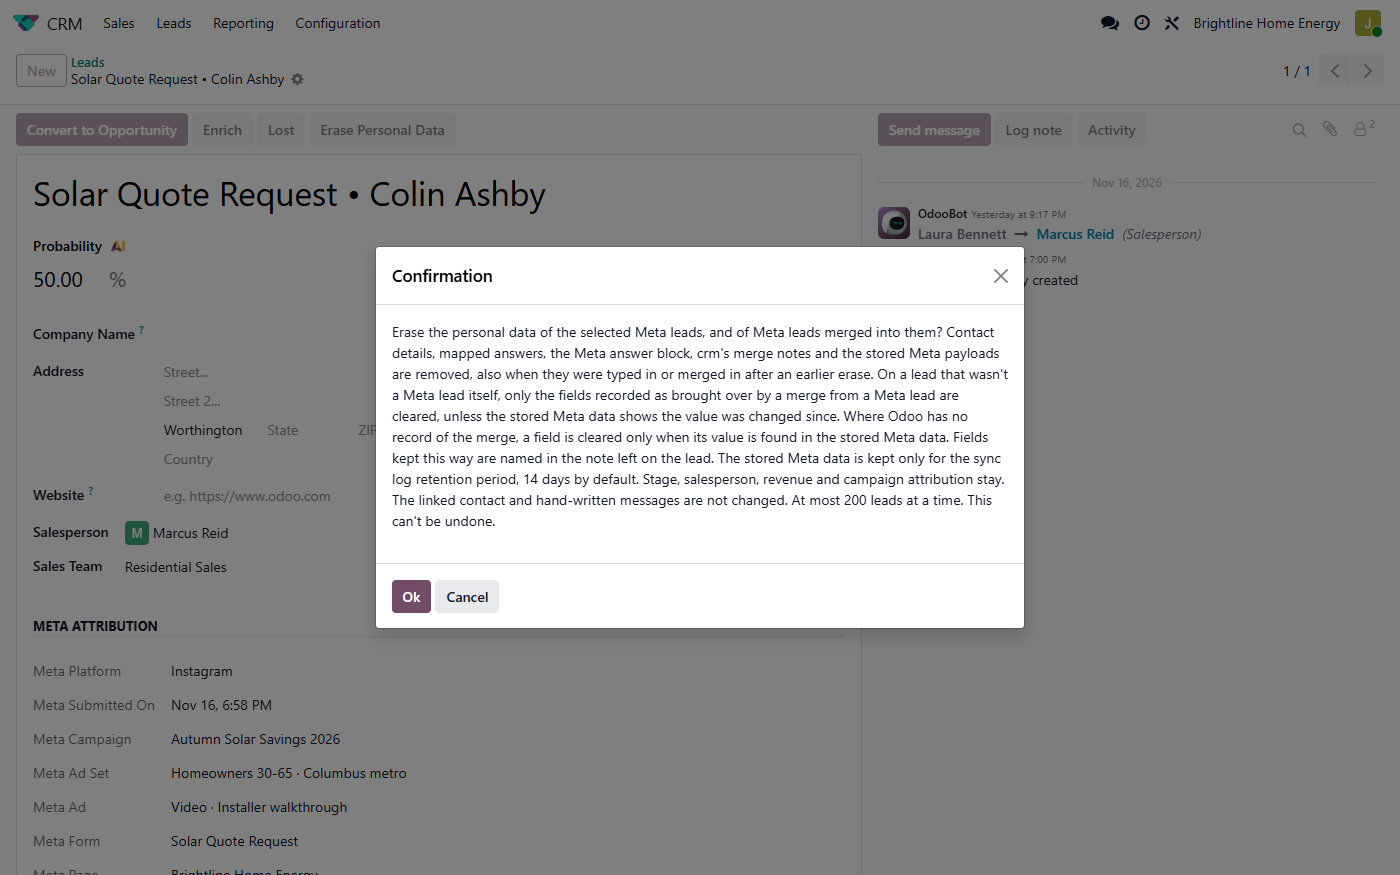 CRM Sales Leads Reporting Configuration Brightline Home Energy J
New Leads
Solar Quote Request • Colin Ashby 1 / 1
Convert to Opportunity Enrich Lost Erase Personal Data Send message Log note Activity 2
Solar Quote Request • Colin Ashby
Nov 16, 2026
OdooBot Yesterday at 9:17 PM
Laura Bennett → Marcus Reid (Salesperson)
t 7:00 PM
y created
Probability AI
50.00 %
Company Name ?
Address Street...
Street 2...
Worthington State ZIP
Country
Website ? e.g. https://www.odoo.com
Salesperson M Marcus Reid
Sales Team Residential Sales
META ATTRIBUTION
Meta Platform Instagram
Meta Submitted On Nov 16, 6:58 PM
Meta Campaign Autumn Solar Savings 2026
Meta Ad Set Homeowners 30-65 · Columbus metro
Meta Ad Video · Installer walkthrough
Meta Form Solar Quote Request
Meta Page Brightline Home Energy
Confirmation
Erase the personal data of the selected Meta leads, and of Meta leads merged into them? Contact
details, mapped answers, the Meta answer block, crm's merge notes and the stored Meta payloads
are removed, also when they were typed in or merged in after an earlier erase. On a lead that wasn't
a Meta lead itself, only the fields recorded as brought over by a merge from a Meta lead are
cleared, unless the stored Meta data shows the value was changed since. Where Odoo has no
record of the merge, a field is cleared only when its value is found in the stored Meta data. Fields
kept this way are named in the note left on the lead. The stored Meta data is kept only for the sync
log retention period, 14 days by default. Stage, salesperson, revenue and campaign attribution stay.
The linked contact and hand-written messages are not changed. At most 200 leads at a time. This
can't be undone.
Ok Cancel